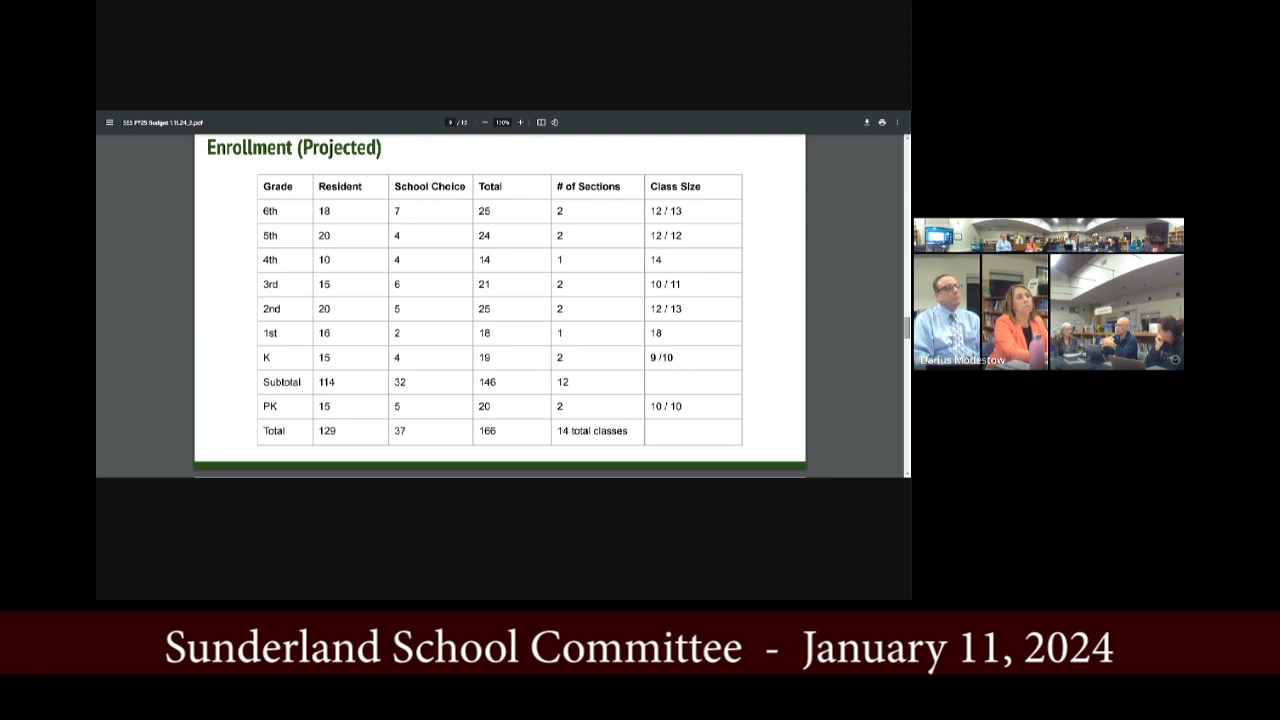 SES FY25 Budget 1.11.24_2.pdf 9 / 13 150%
Enrollment (Projected)
Grade Resident School Choice Total # of Sections Class Size
6th 18 7 25 2 12 / 13
5th 20 4 24 2 12 / 12
4th 10 4 14 1 14
3rd 15 6 21 2 10 / 11
2nd 20 5 25 2 12 / 13
1st 16 2 18 1 18
K 15 4 19 2 9 /10
Subtotal 114 32 146 12
PK 15 5 20 2 10 / 10
Total 129 37 166 14 total classes
Darius Modestow
Sunderland School Committee - January 11, 2024